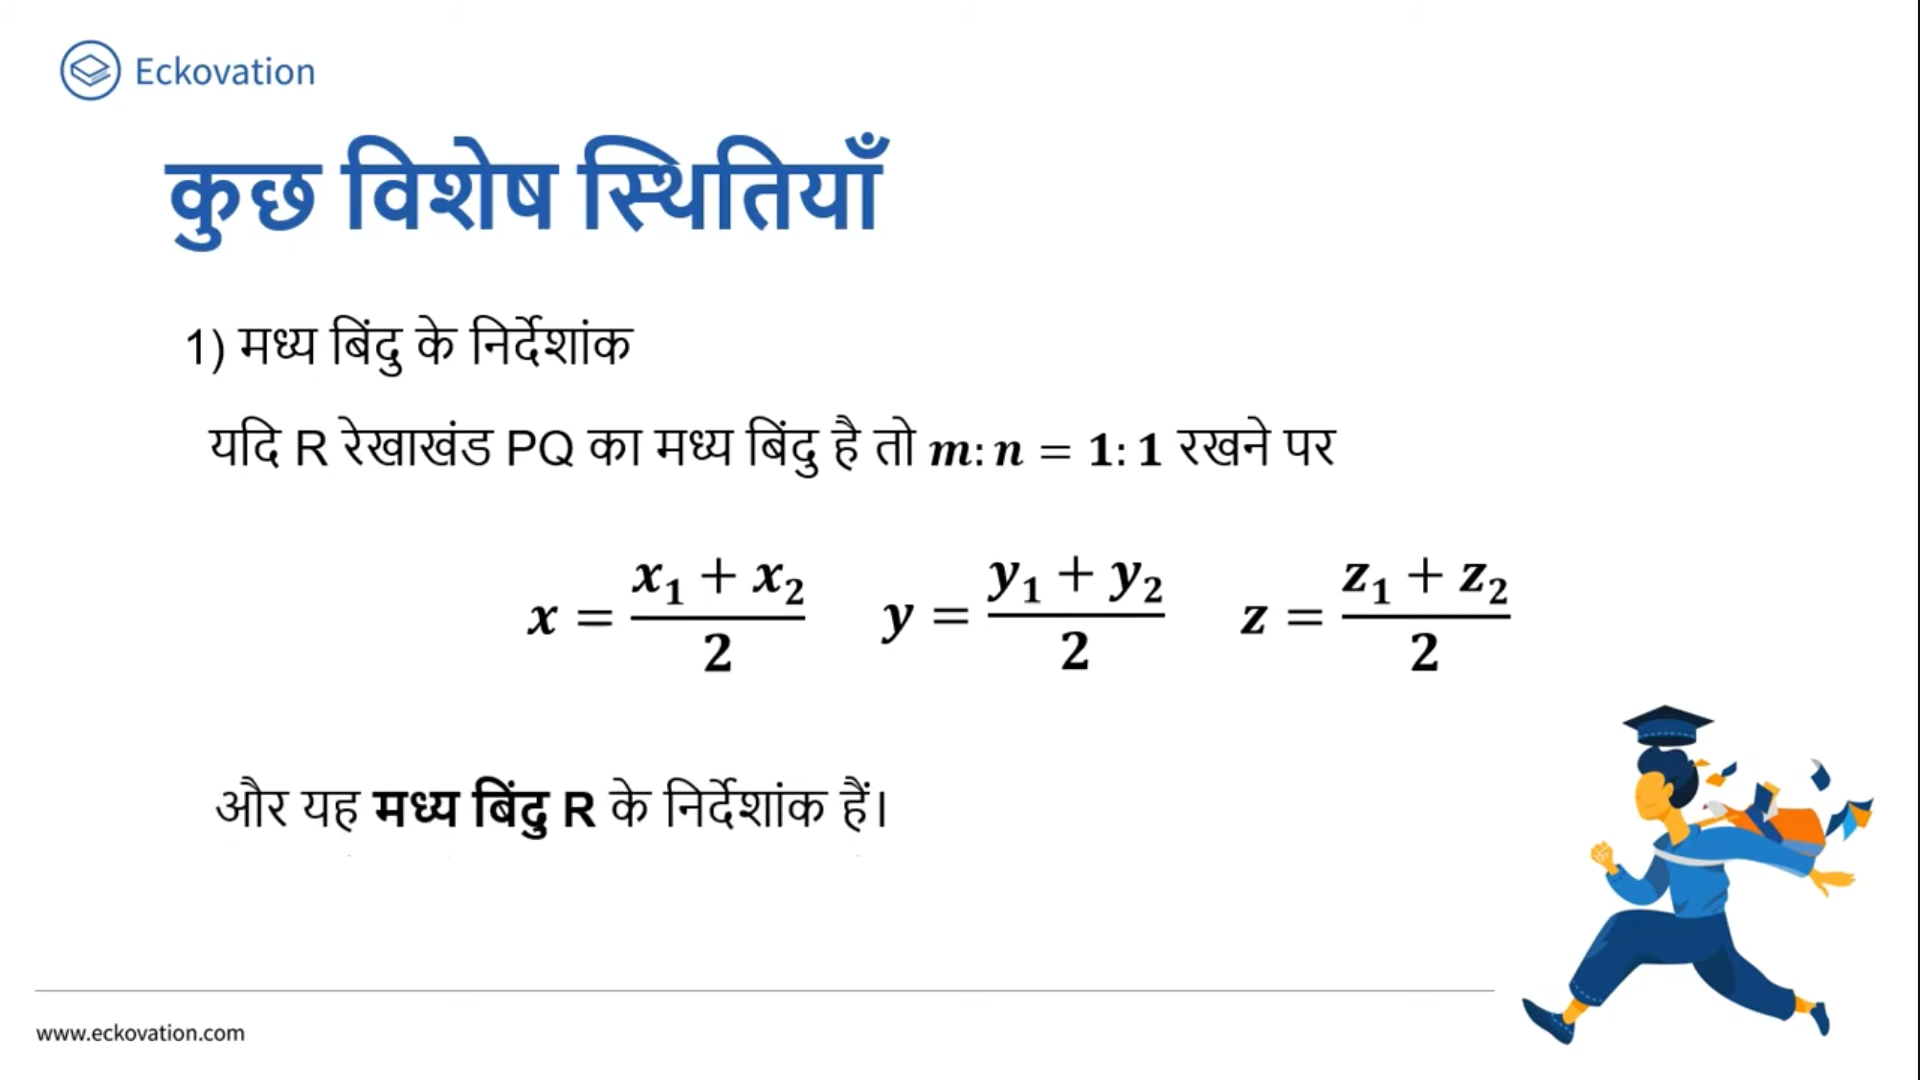 Eckovation
कुछ विशेष स्थितियाँ
1) मध्य बिंदु के निर्देशांक
यदि R रेखाखंड PQ का मध्य बिंदु है तो m: n = 1: 1 रखने पर
x = (x₁ + x₂)/2 y = (y₁ + y₂)/2 z = (z₁ + z₂)/2
और यह मध्य बिंदु R के निर्देशांक हैं।
www.eckovation.com